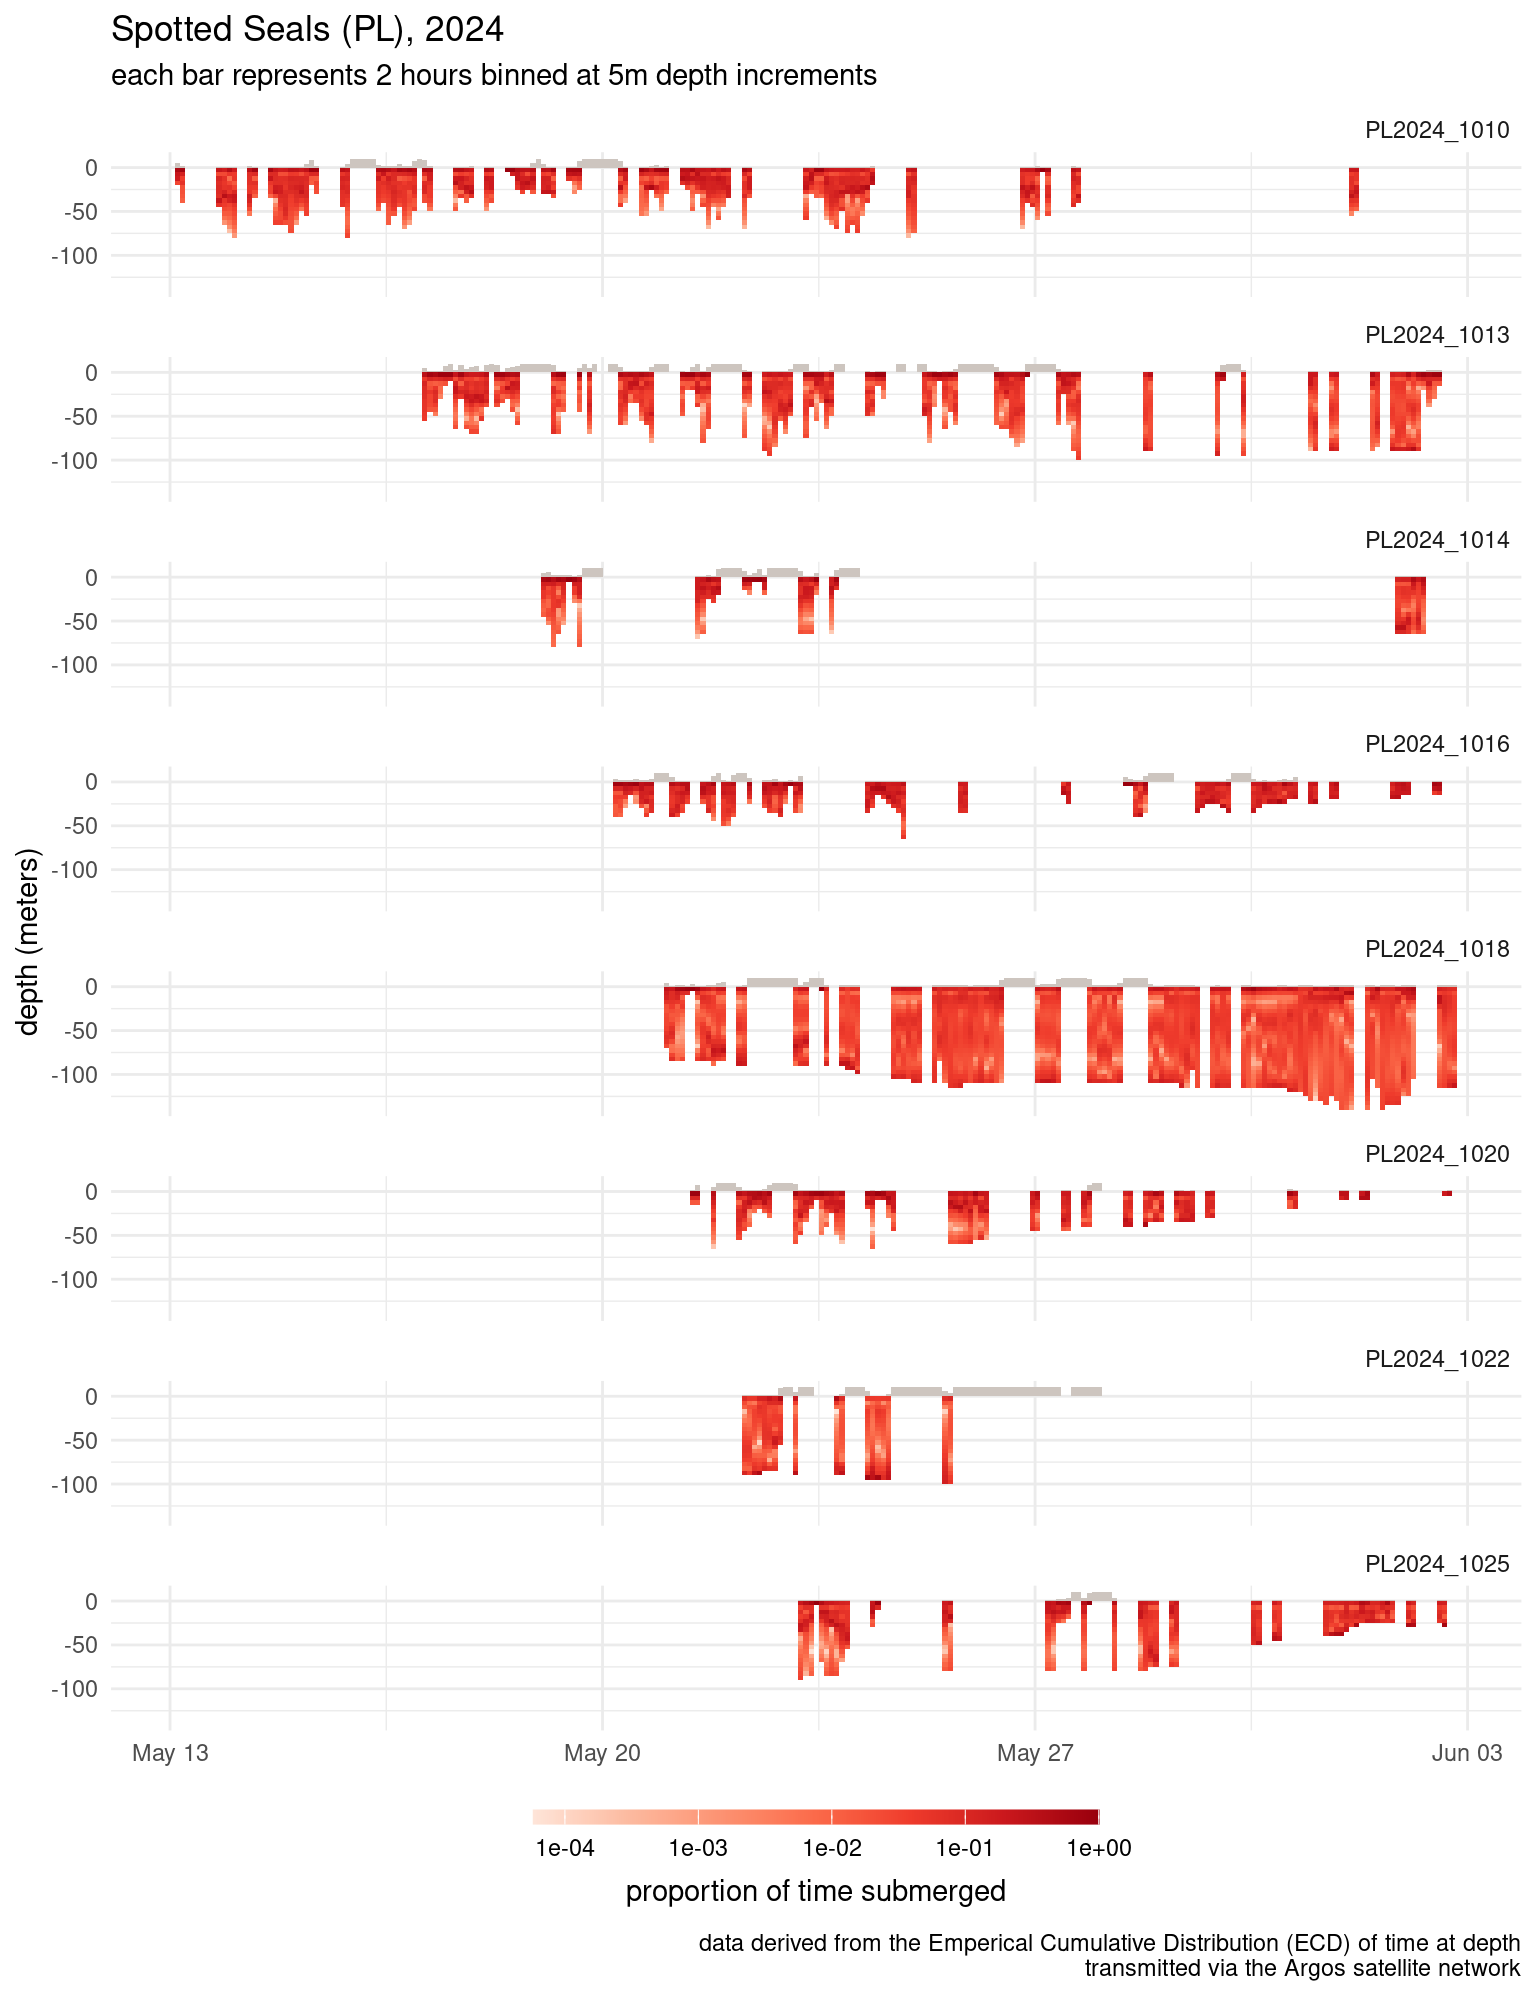 Spotted Seals (PL), 2024
each bar represents 2 hours binned at 5m depth increments
PL2024_1010
0
-50
-100
PL2024_1013
0
-50
-100
PL2024_1014
0
-50
-100
PL2024_1016
0
-50
-100
depth (meters)
PL2024_1018
0
-50
-100
PL2024_1020
0
-50
-100
PL2024_1022
0
-50
-100
PL2024_1025
0
-50
-100
May 13 May 20 May 27 Jun 03
1e-04 1e-03 1e-02 1e-01 1e+00
proportion of time submerged
data derived from the Emperical Cumulative Distribution (ECD) of time at depth
transmitted via the Argos satellite network